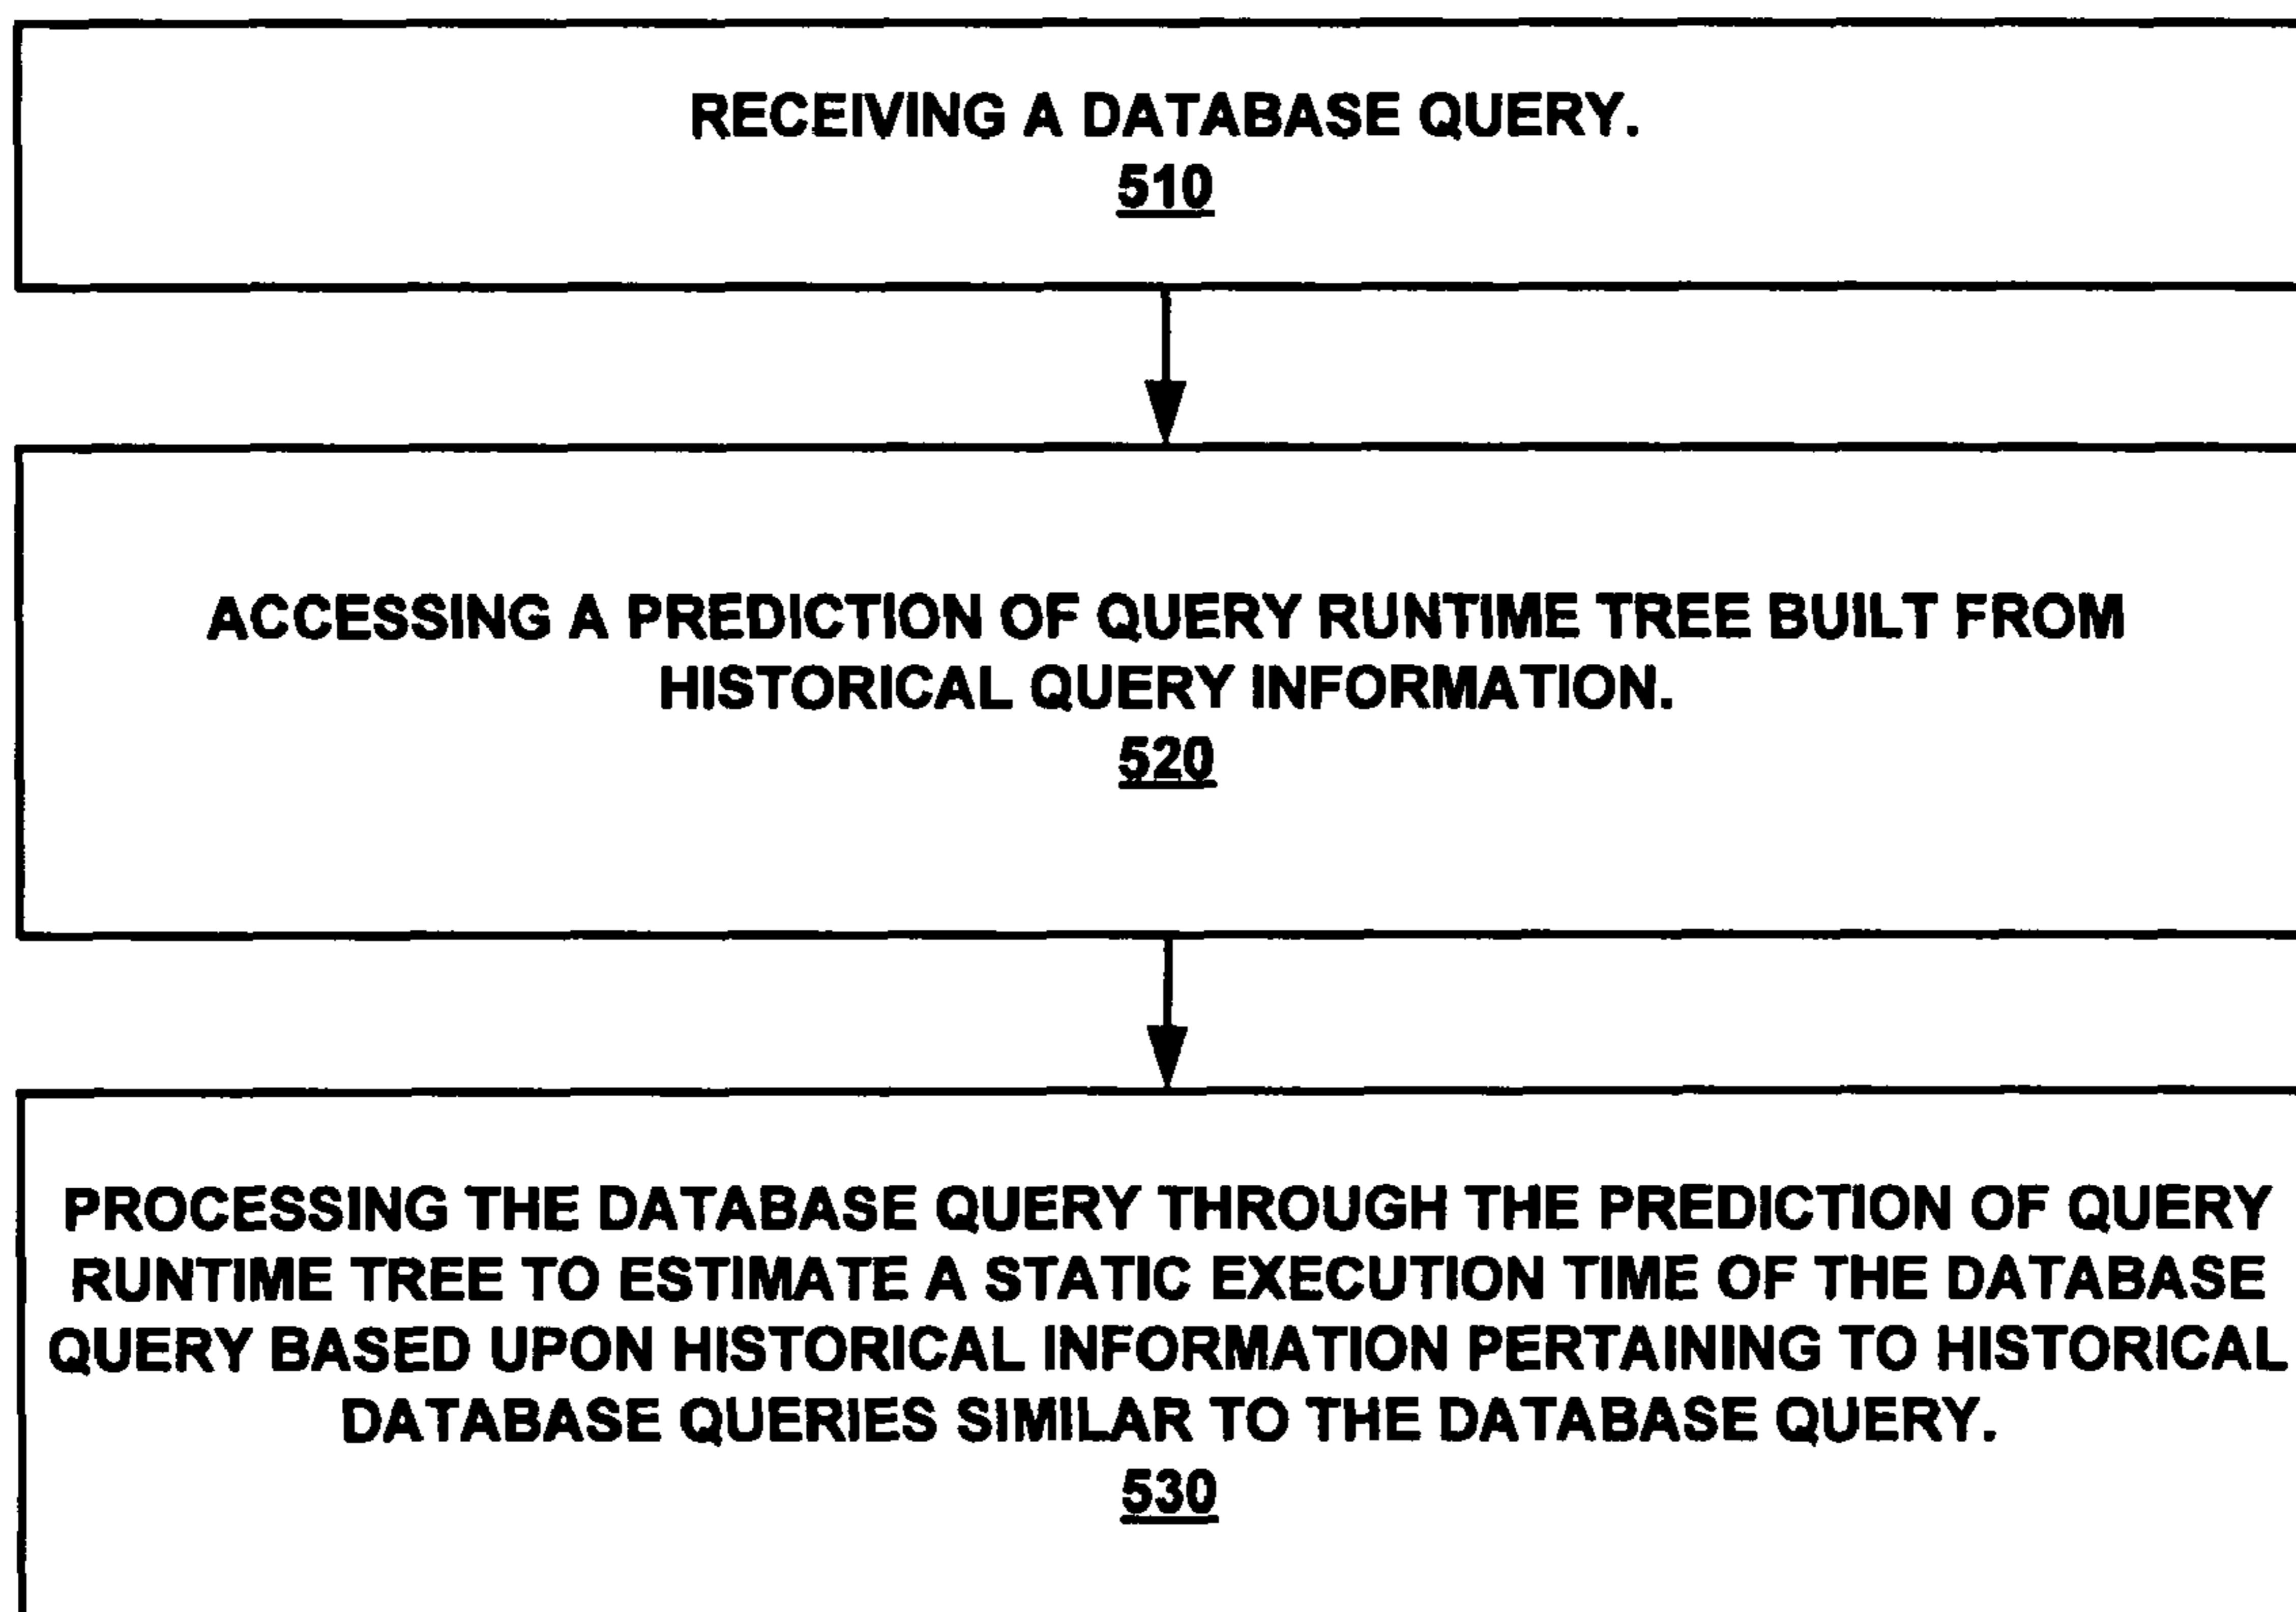 RECEIVING A DATABASE QUERY.
510
ACCESSING A PREDICTION OF QUERY RUNTIME TREE BUILT FROM
HISTORICAL QUERY INFORMATION.
520
PROCESSING THE DATABASE QUERY THROUGH THE PREDICTION OF QUERY
RUNTIME TREE TO ESTIMATE A STATIC EXECUTION TIME OF THE DATABASE
QUERY BASED UPON HISTORICAL INFORMATION PERTAINING TO HISTORICAL
DATABASE QUERIES SIMILAR TO THE DATABASE QUERY.
530